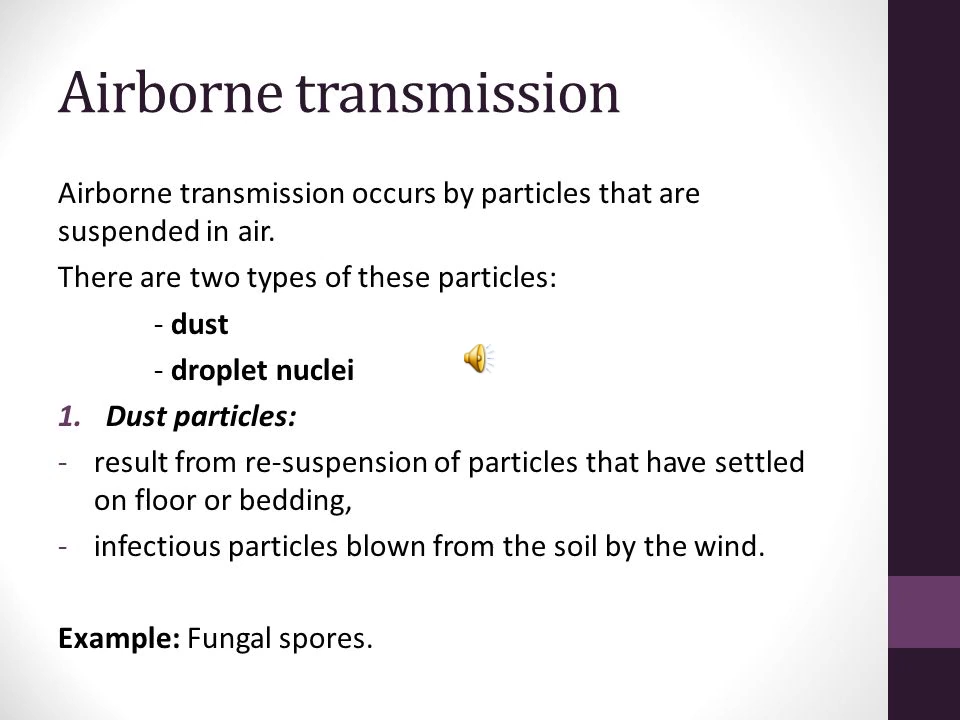 Airborne transmission
Airborne transmission occurs by particles that are
suspended in air.
There are two types of these particles:
- dust
- droplet nuclei
1. Dust particles:
- result from re-suspension of particles that have settled
on floor or bedding,
- infectious particles blown from the soil by the wind.
Example: Fungal spores.